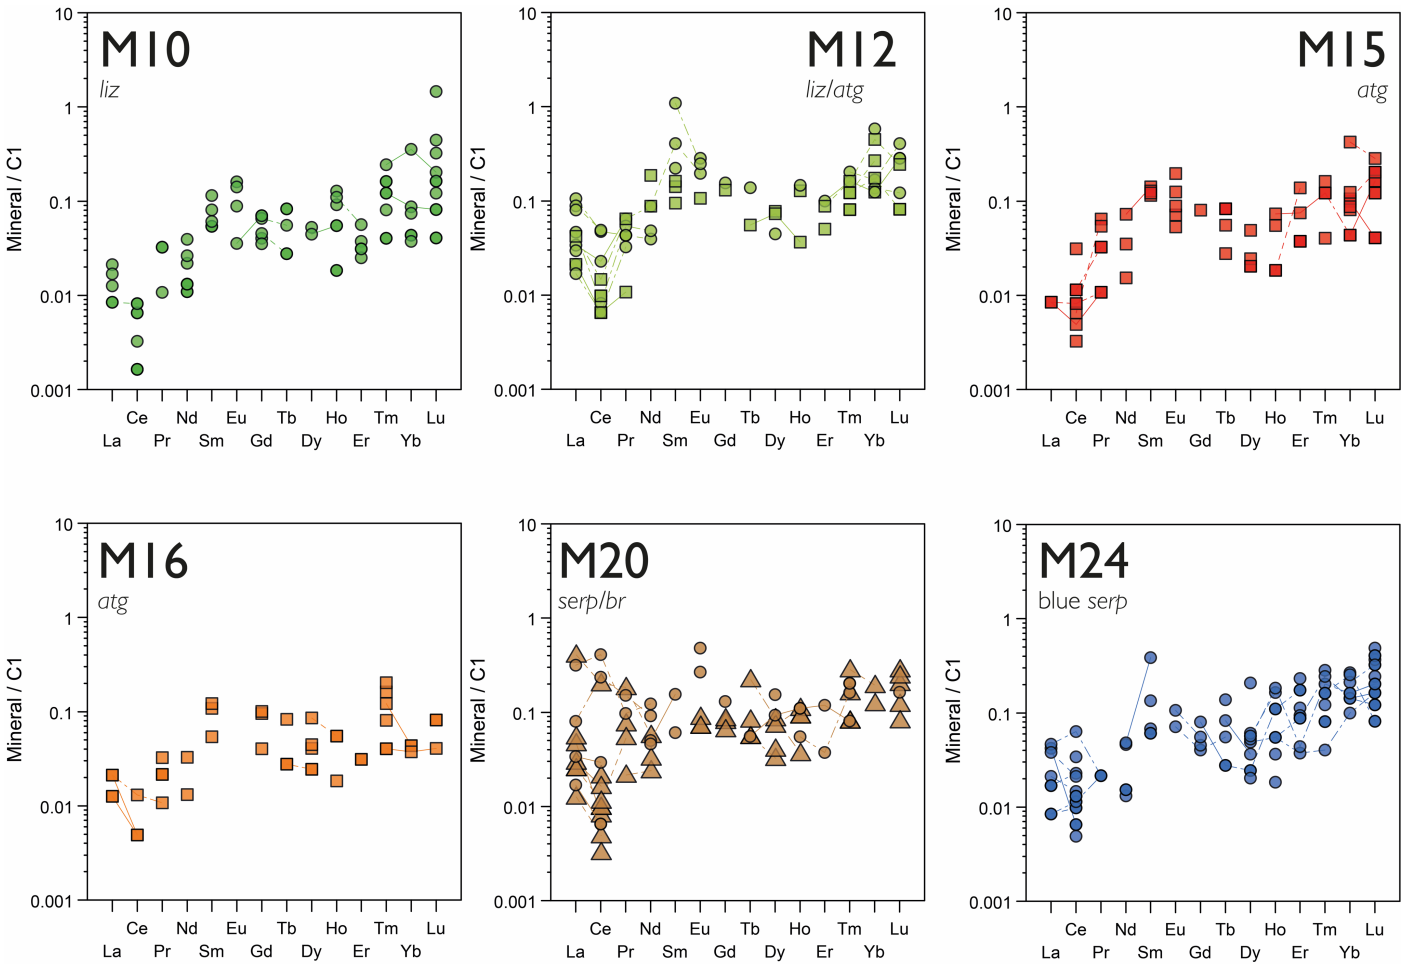 M10
liz
Mineral / C1
10
1
0.1
0.01
0.001
Ce Nd Eu Tb Ho Tm Lu
La Pr Sm Gd Dy Er Yb
M12
liz/atg
Mineral / C1
10
1
0.1
0.01
0.001
Ce Nd Eu Tb Ho Tm Lu
La Pr Sm Gd Dy Er Yb
M15
atg
Mineral / C1
10
1
0.1
0.01
0.001
Ce Nd Eu Tb Ho Tm Lu
La Pr Sm Gd Dy Er Yb
M16
atg
Mineral / C1
10
1
0.1
0.01
0.001
Ce Nd Eu Tb Ho Tm Lu
La Pr Sm Gd Dy Er Yb
M20
serp/br
Mineral / C1
10
1
0.1
0.01
0.001
Ce Nd Eu Tb Ho Tm Lu
La Pr Sm Gd Dy Er Yb
M24
blue serp
Mineral / C1
10
1
0.1
0.01
0.001
Ce Nd Eu Tb Ho Tm Lu
La Pr Sm Gd Dy Er Yb